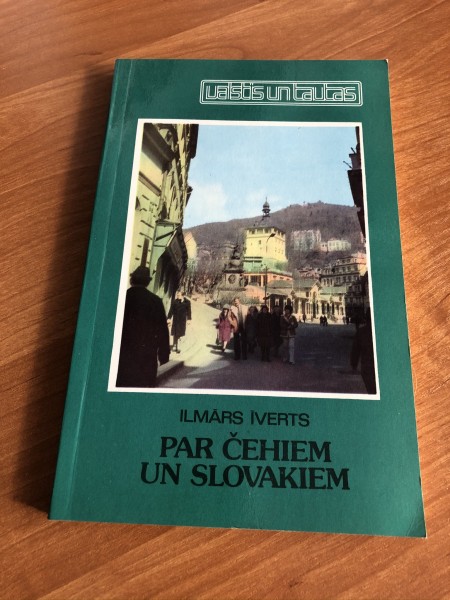 valstis un tautas
ILMĀRS ĪVERTS
PAR ČEHIEM
UN SLOVAKIEM